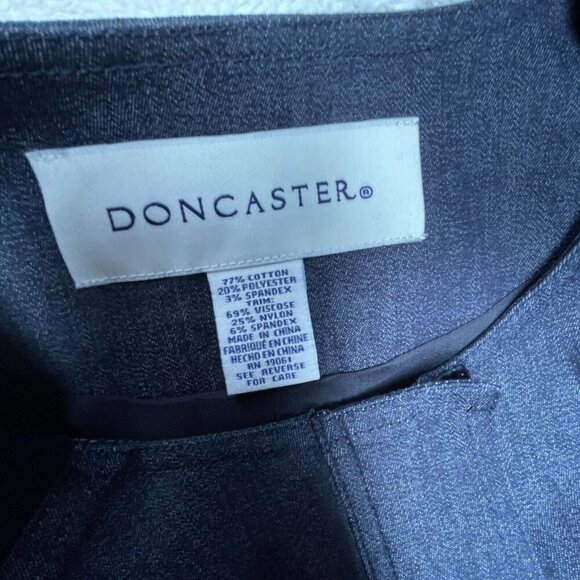 DONCASTER®
77% COTTON
20% POLYESTER
3% SPANDEX
TRIM:
69% VISCOSE
25% NYLON
6% SPANDEX
MADE IN CHINA
FABRIQUÉ EN CHINE
HECHO EN CHINA
RN 19061
SEE REVERSE
FOR CARE